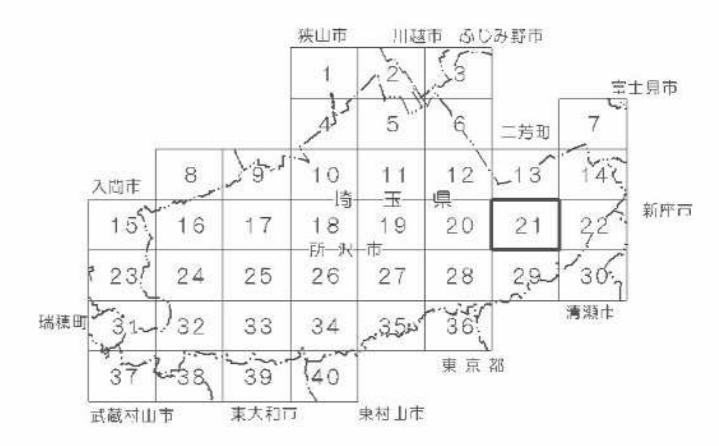 狭山市 川越市 ふじみ野市
1 2 3
富士見市
4 5 6 三芳町 7
入間市 8 9 10 11 12 13 14
埼玉県
15 16 17 18 19 20 21 22 新座市
所沢市
23 24 25 26 27 28 29 30
清瀬市
瑞穂町 31 32 33 34 35 36
東京都
37 38 39 40
武蔵村山市 東大和市 東村山市